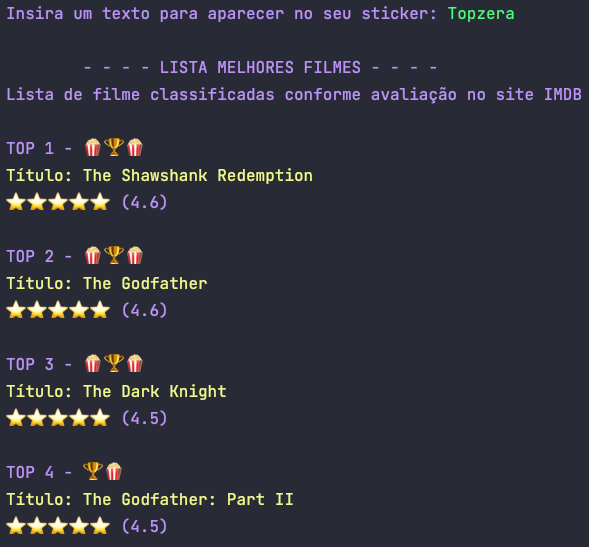 Insira um texto para aparecer no seu sticker: Topzera
- - - - LISTA MELHORES FILMES - - - -
Lista de filme classificadas conforme avaliação no site IMDB
TOP 1 - 🍿🏆🍿
Título: The Shawshank Redemption
⭐⭐⭐⭐⭐ (4.6)
TOP 2 - 🍿🏆🍿
Título: The Godfather
⭐⭐⭐⭐⭐ (4.6)
TOP 3 - 🍿🏆🍿
Título: The Dark Knight
⭐⭐⭐⭐⭐ (4.5)
TOP 4 - 🏆🍿
Título: The Godfather: Part II
⭐⭐⭐⭐⭐ (4.5)